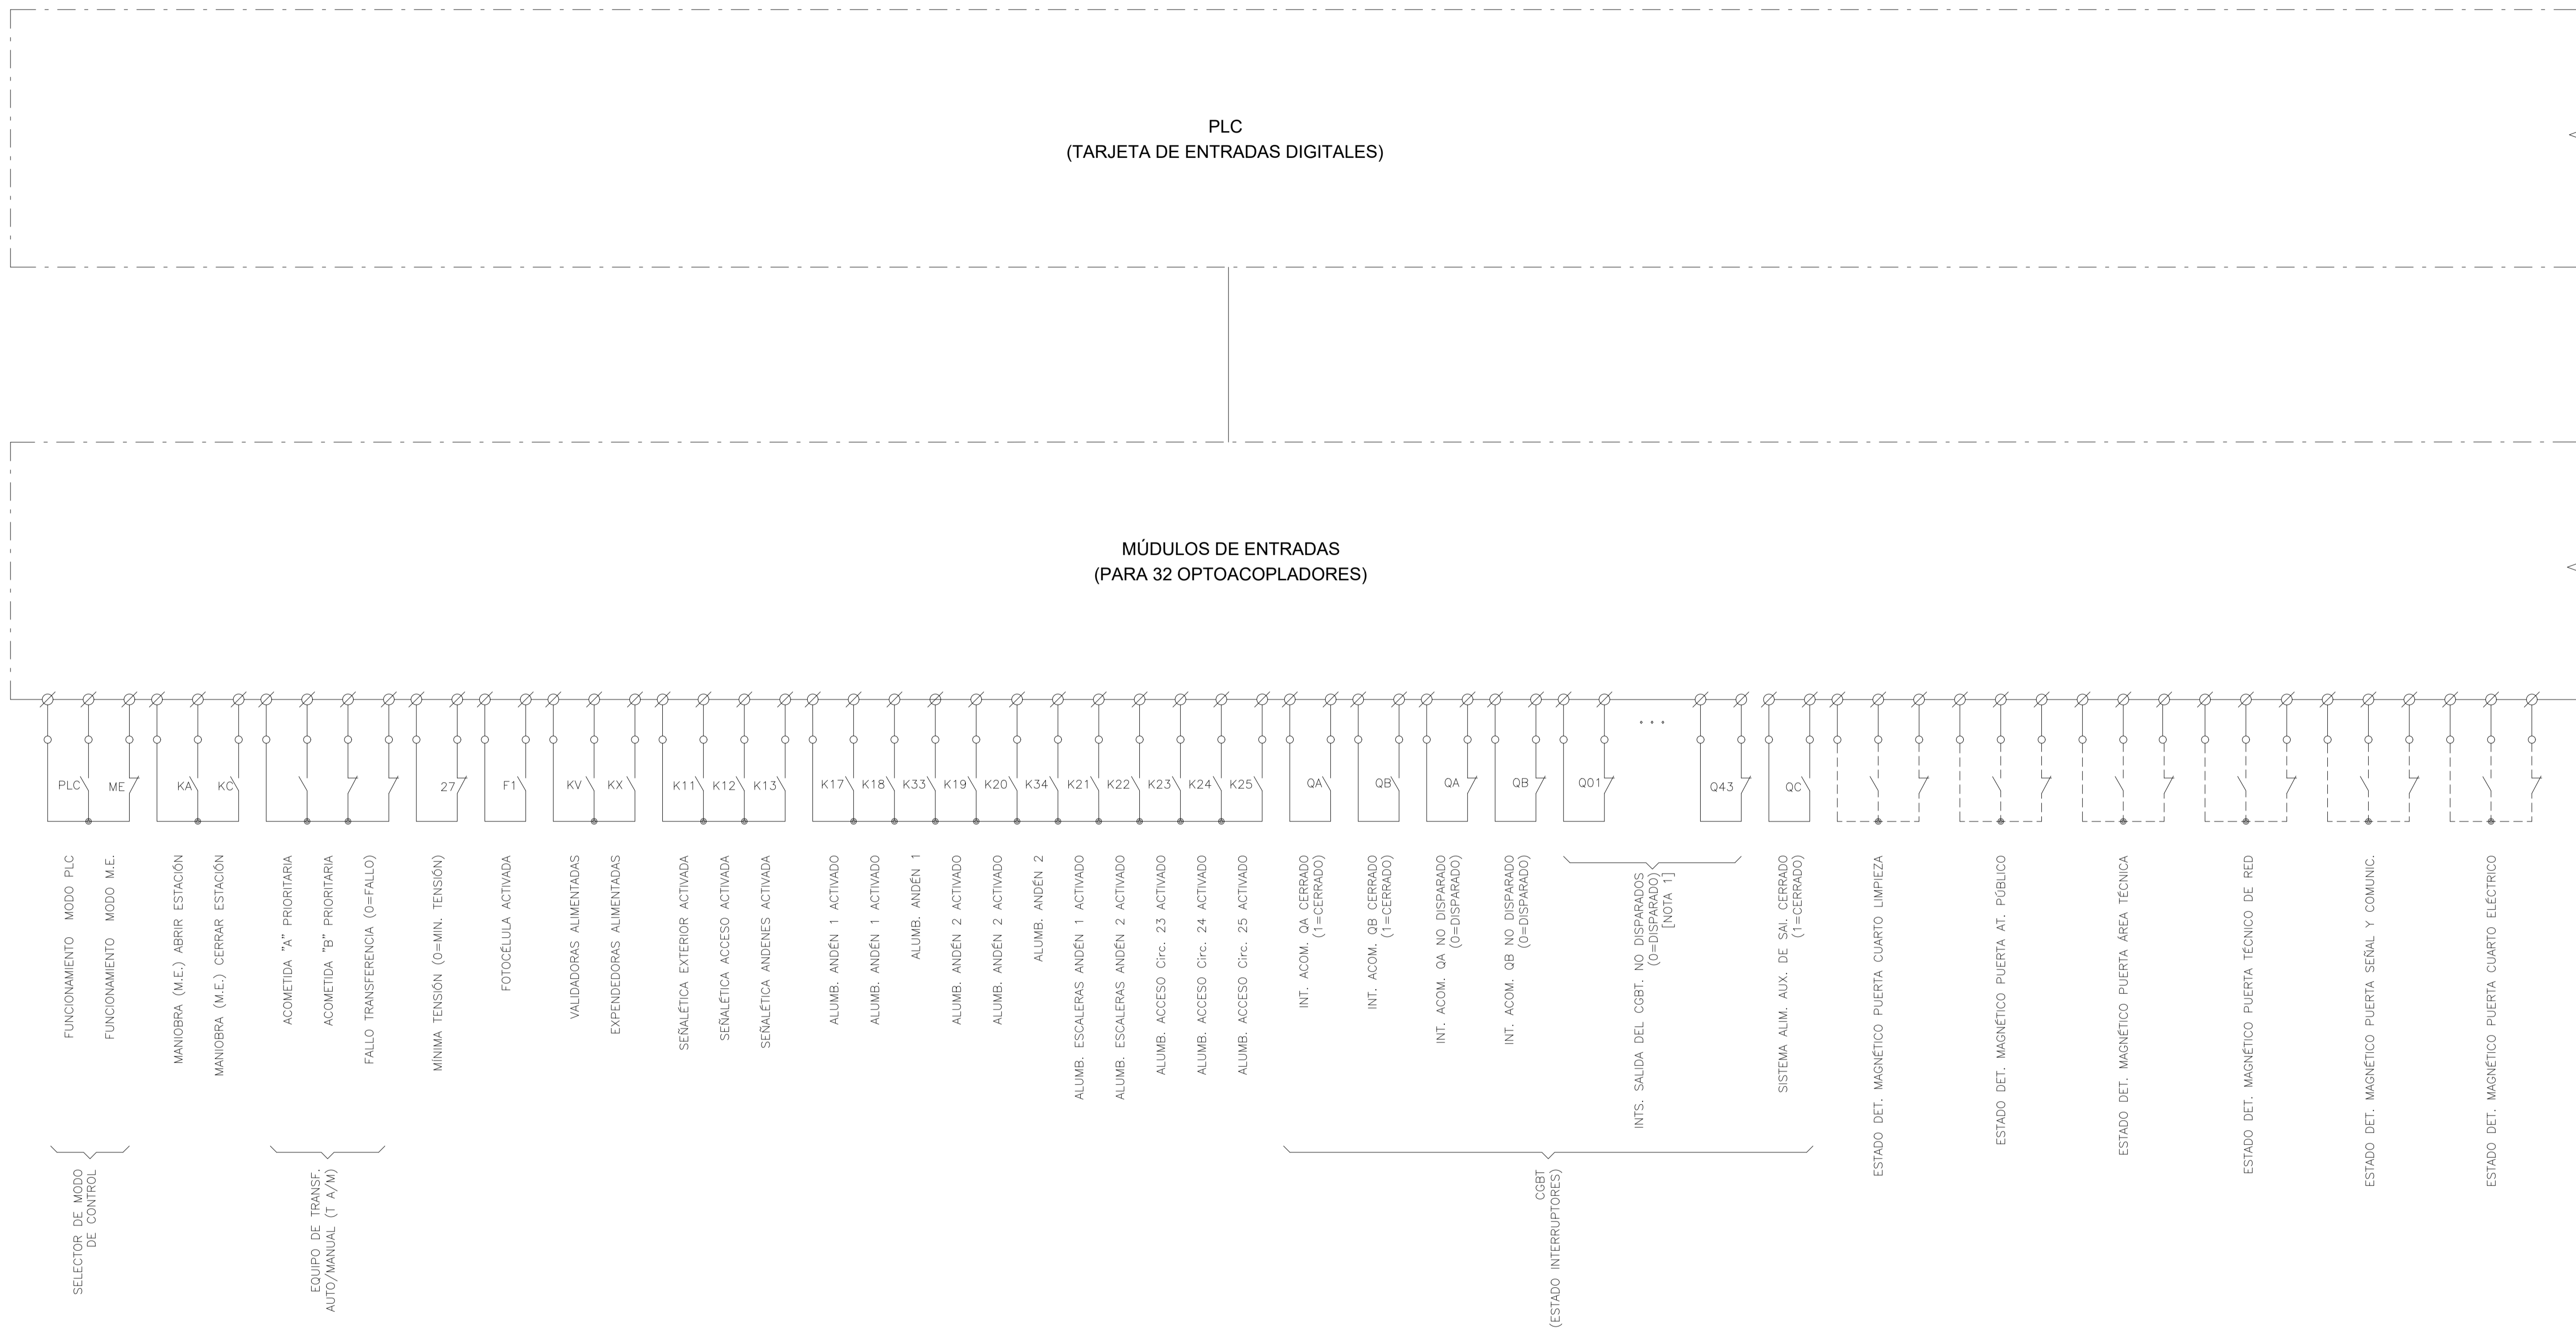 PLC
(TARJETA DE ENTRADAS DIGITALES)
MÚDULOS DE ENTRADAS
(PARA 32 OPTOACOPLADORES)
PLC
ME
KA
KC
27
F1
KV
KX
K11
K12
K13
K17
K18
K33
K19
K20
K34
K21
K22
K23
K24
K25
QA
QB
QA
QB
Q01
...
Q43
QC
FUNCIONAMIENTO MODO PLC
FUNCIONAMIENTO MODO M.E.
MANIOBRA (M.E.) ABRIR ESTACIÓN
MANIOBRA (M.E.) CERRAR ESTACIÓN
ACOMETIDA "A" PRIORITARIA
ACOMETIDA "B" PRIORITARIA
FALLO TRANSFERENCIA (0=FALLO)
MÍNIMA TENSIÓN (0=MIN. TENSIÓN)
FOTOCÉLULA ACTIVADA
VALIDADORAS ALIMENTADAS
EXPENDEDORAS ALIMENTADAS
SEÑALÉTICA EXTERIOR ACTIVADA
SEÑALÉTICA ACCESO ACTIVADA
SEÑALÉTICA ANDENES ACTIVADA
ALUMB. ANDÉN 1 ACTIVADO
ALUMB. ANDÉN 1 ACTIVADO
ALUMB. ANDÉN 1
ALUMB. ANDÉN 2 ACTIVADO
ALUMB. ANDÉN 2 ACTIVADO
ALUMB. ANDÉN 2
ALUMB. ESCALERAS ANDÉN 1 ACTIVADO
ALUMB. ESCALERAS ANDÉN 2 ACTIVADO
ALUMB. ACCESO Circ. 23 ACTIVADO
ALUMB. ACCESO Circ. 24 ACTIVADO
ALUMB. ACCESO Circ. 25 ACTIVADO
INT. ACOM. QA CERRADO
(1=CERRADO)
INT. ACOM. QB CERRADO
(1=CERRADO)
INT. ACOM. QA NO DISPARADO
(0=DISPARADO)
INT. ACOM. QB NO DISPARADO
(0=DISPARADO)
INTS. SALIDA DEL CGBT. NO DISPARADOS
(0=DISPARADO)
[NOTA 1]
SISTEMA ALIM. AUX. DE SAI. CERRADO
(1=CERRADO)
ESTADO DET. MAGNÉTICO PUERTA CUARTO LIMPIEZA
ESTADO DET. MAGNÉTICO PUERTA AT. PÚBLICO
ESTADO DET. MAGNÉTICO PUERTA ÁREA TÉCNICA
ESTADO DET. MAGNÉTICO PUERTA TÉCNICO DE RED
ESTADO DET. MAGNÉTICO PUERTA SEÑAL Y COMUNIC.
ESTADO DET. MAGNÉTICO PUERTA CUARTO ELÉCTRICO
SELECTOR DE MODO
DE CONTROL
EQUIPO DE TRANSF.
AUTO/MANUAL (T A/M)
CGBT
(ESTADO INTERRUPTORES)